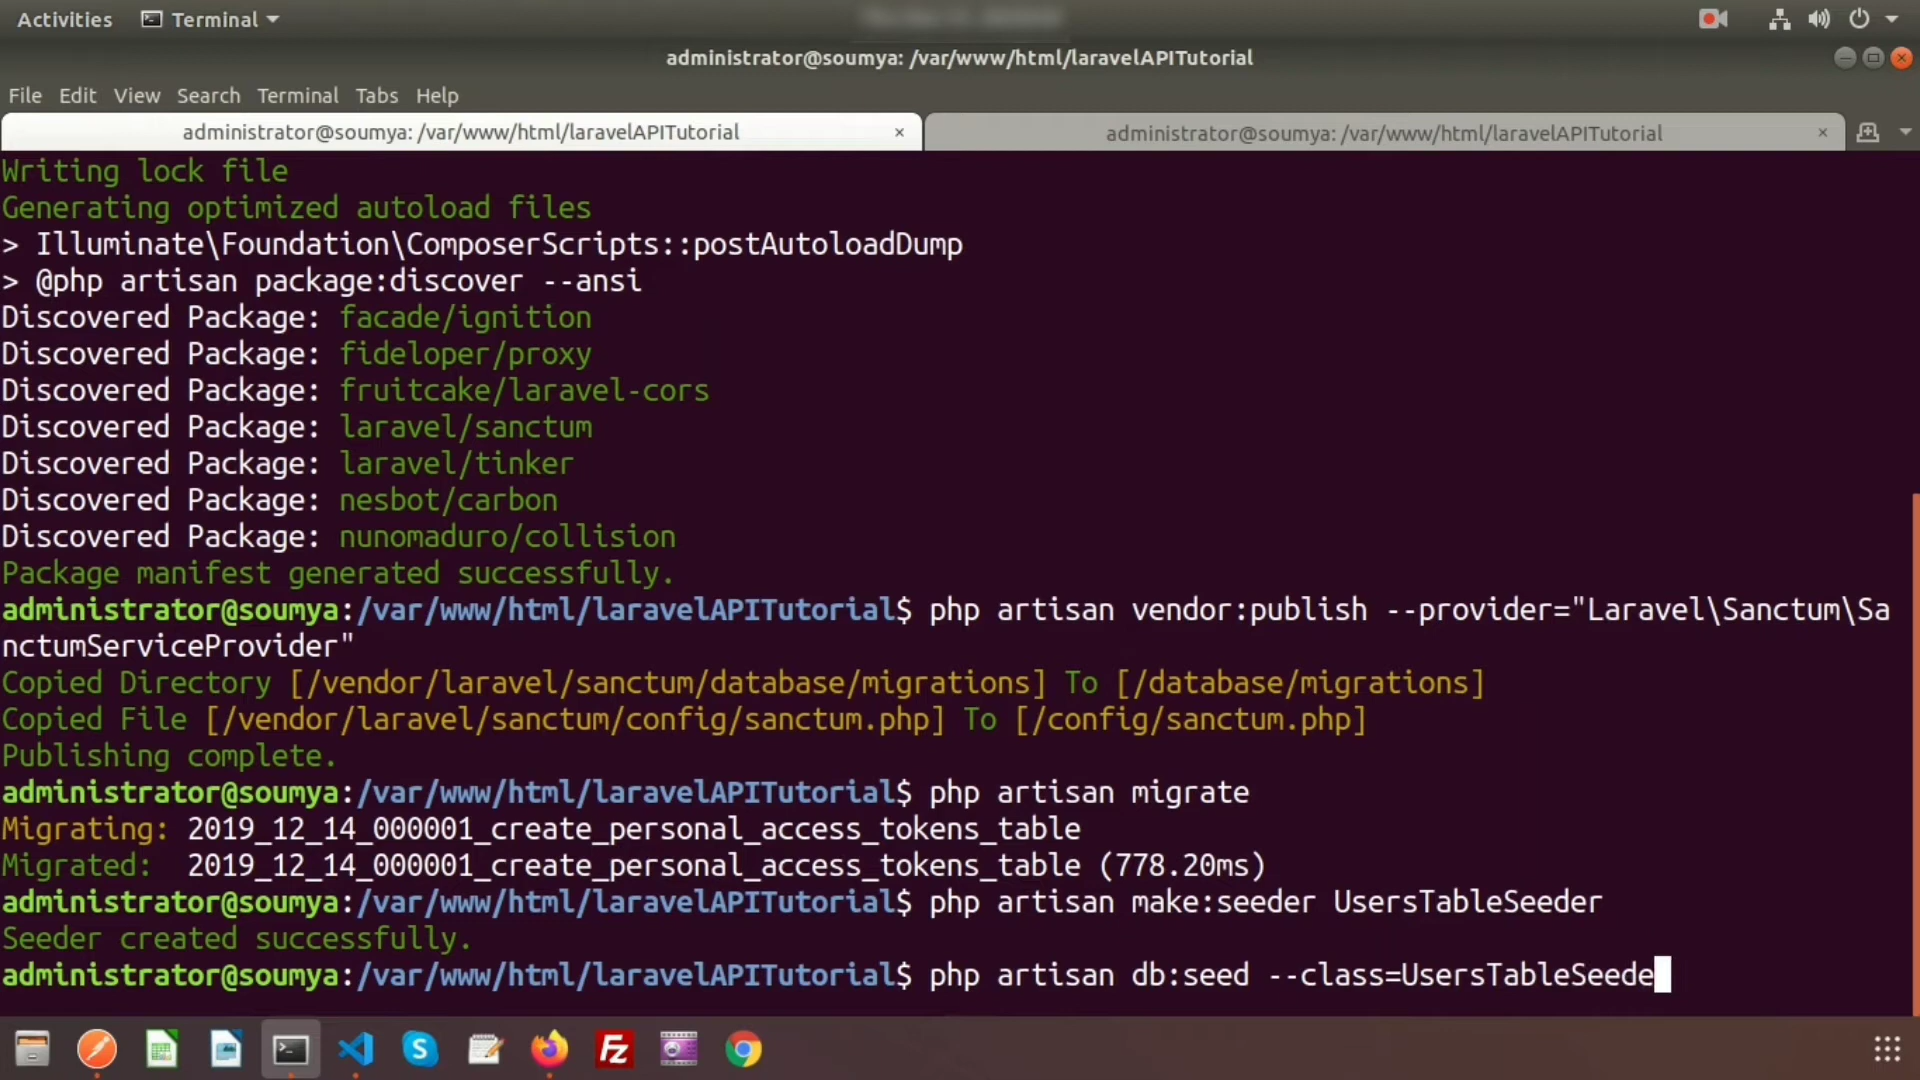 Activities Terminal
administrator@soumya: /var/www/html/laravelAPITutorial
File Edit View Search Terminal Tabs Help
administrator@soumya: /var/www/html/laravelAPITutorial × administrator@soumya: /var/www/html/laravelAPITutorial ×
Writing lock file
Generating optimized autoload files
> Illuminate\Foundation\ComposerScripts::postAutoloadDump
> @php artisan package:discover --ansi
Discovered Package: facade/ignition
Discovered Package: fideloper/proxy
Discovered Package: fruitcake/laravel-cors
Discovered Package: laravel/sanctum
Discovered Package: laravel/tinker
Discovered Package: nesbot/carbon
Discovered Package: nunomaduro/collision
Package manifest generated successfully.
administrator@soumya:/var/www/html/laravelAPITutorial$ php artisan vendor:publish --provider="Laravel\Sanctum\Sa
nctumServiceProvider"
Copied Directory [/vendor/laravel/sanctum/database/migrations] To [/database/migrations]
Copied File [/vendor/laravel/sanctum/config/sanctum.php] To [/config/sanctum.php]
Publishing complete.
administrator@soumya:/var/www/html/laravelAPITutorial$ php artisan migrate
Migrating: 2019_12_14_000001_create_personal_access_tokens_table
Migrated:  2019_12_14_000001_create_personal_access_tokens_table (778.20ms)
administrator@soumya:/var/www/html/laravelAPITutorial$ php artisan make:seeder UsersTableSeeder
Seeder created successfully.
administrator@soumya:/var/www/html/laravelAPITutorial$ php artisan db:seed --class=UsersTableSeede
S Fz